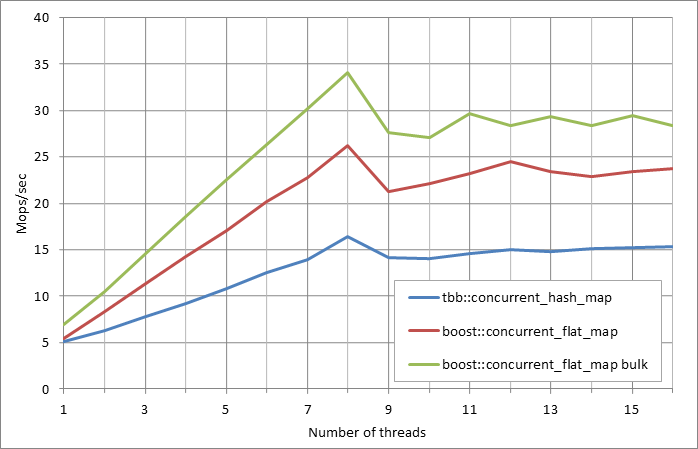 40
35
30
25
20
15
10
5
0
Mops/sec
tbb::concurrent_hash_map
boost::concurrent_flat_map
boost::concurrent_flat_map bulk
1 3 5 7 9 11 13 15
Number of threads